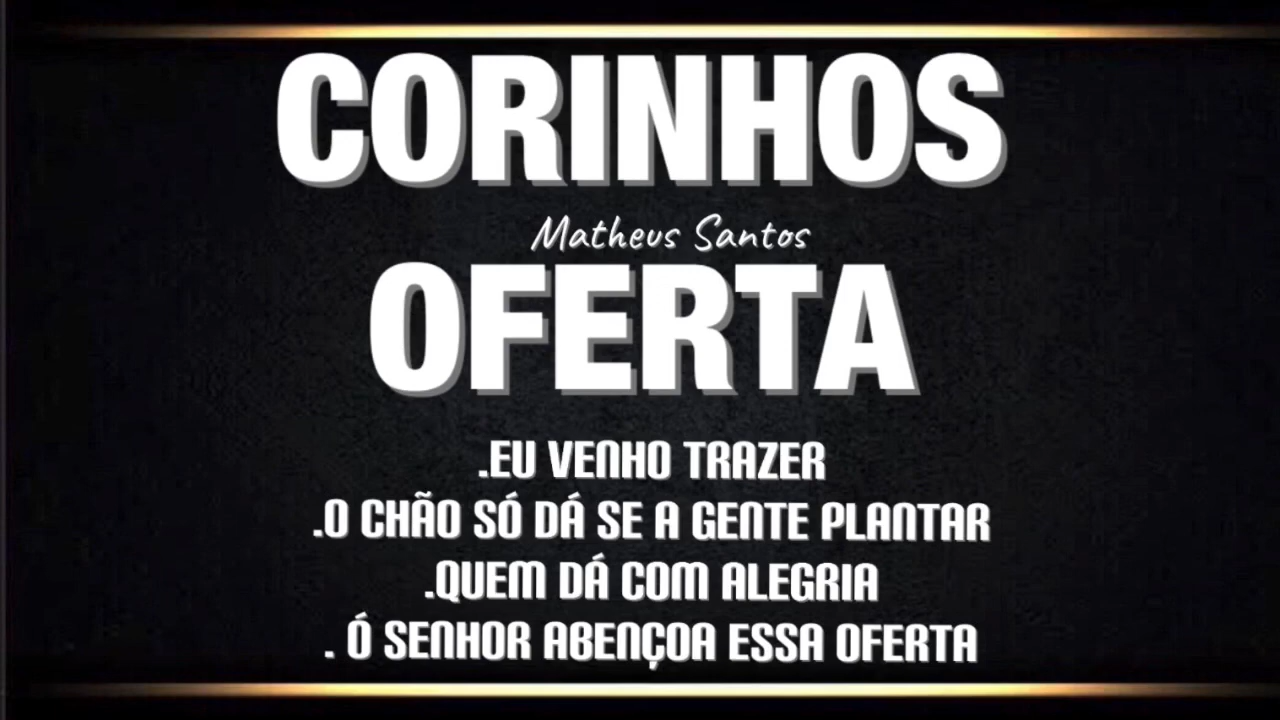 CORINHOS
Matheus Santos
OFERTA
.EU VENHO TRAZER
.O CHÃO SÓ DÁ SE A GENTE PLANTAR
.QUEM DÁ COM ALEGRIA
. Ó SENHOR ABENÇOA ESSA OFERTA